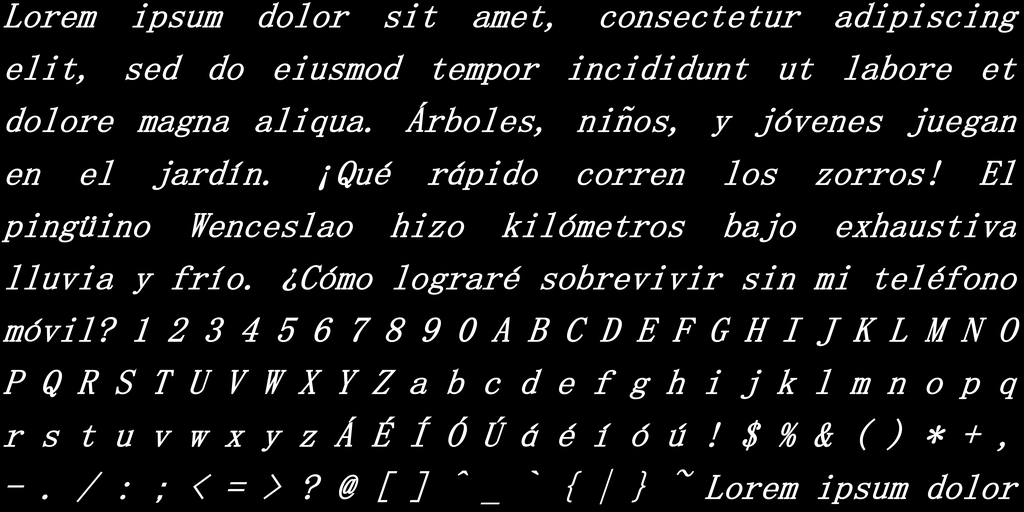 Lorem ipsum dolor sit amet, consectetur adipiscing
elit, sed do eiusmod tempor incididunt ut labore et
dolore magna aliqua. Árboles, niños, y jóvenes juegan
en el jardín. ¡Qué rápido corren los zorros! El
pingüino Wenceslao hizo kilómetros bajo exhaustiva
lluvia y frío. ¿Cómo lograré sobrevivir sin mi teléfono
móvil? 1 2 3 4 5 6 7 8 9 0 A B C D E F G H I J K L M N O
P Q R S T U V W X Y Z a b c d e f g h i j k l m n o p q
r s t u v w x y z Á É Í Ó Ú á é í ó ú ! $ % & ( ) * + ,
- . / : ; < = > ? @ [ ] ^ _ ` { | } ~ Lorem ipsum dolor